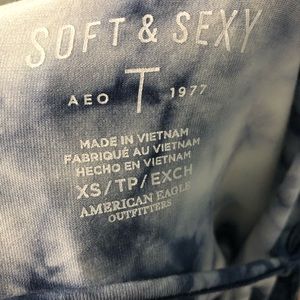 SOFT & SEXY
AEO T 1977
MADE IN VIETNAM
FABRIQUÉ AU VIETNAM
HECHO EN VIETNAM
XS/TP/EXCH
AMERICAN EAGLE
OUTFITTERS